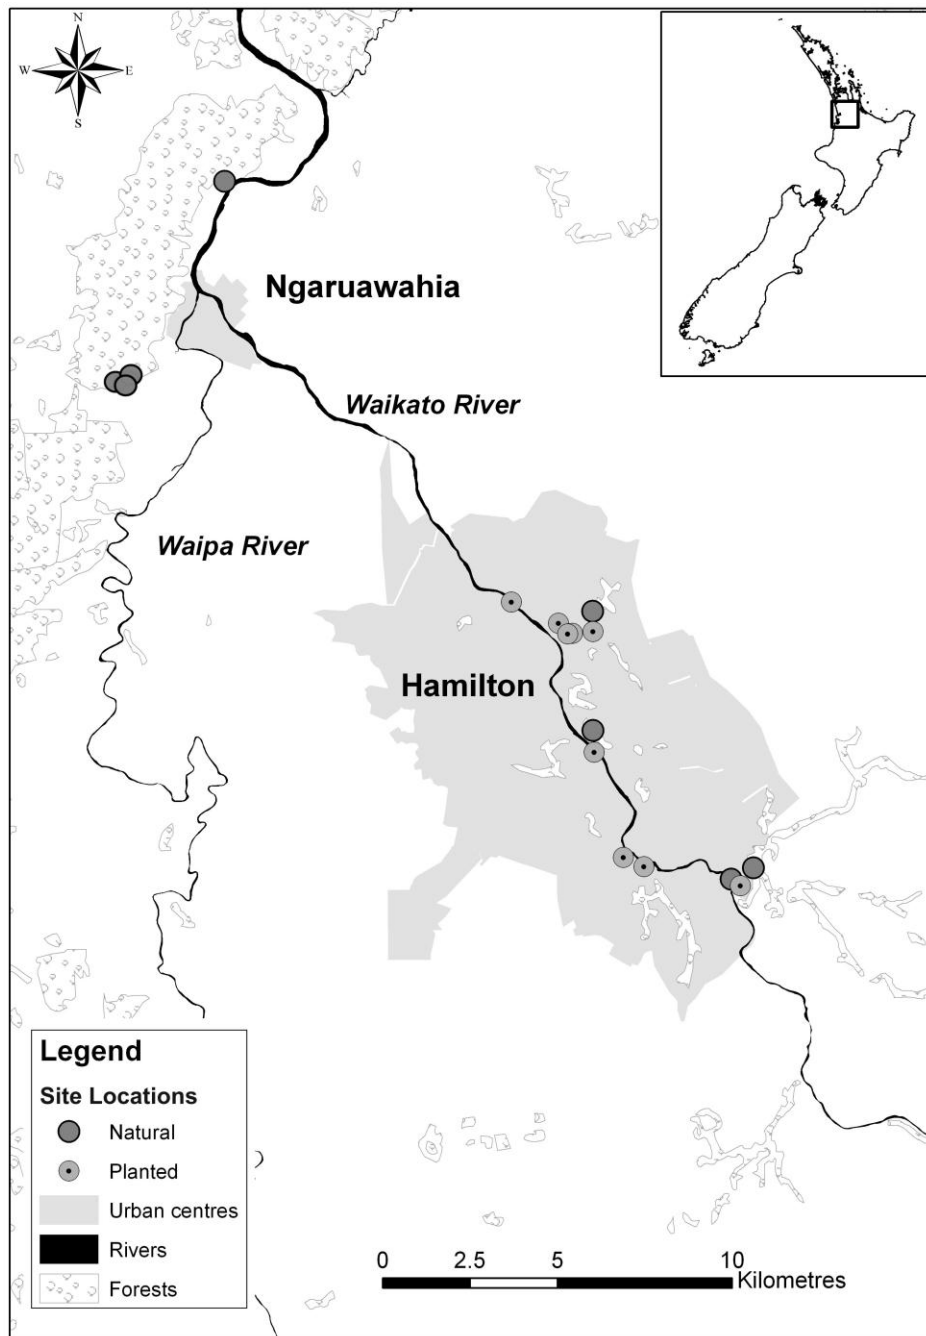 N
W E
S
Ngaruawahia
Waikato River
Waipa River
Hamilton
Legend
Site Locations
Natural
Planted
Urban centres
Rivers
Forests
0 2.5 5 10
Kilometres